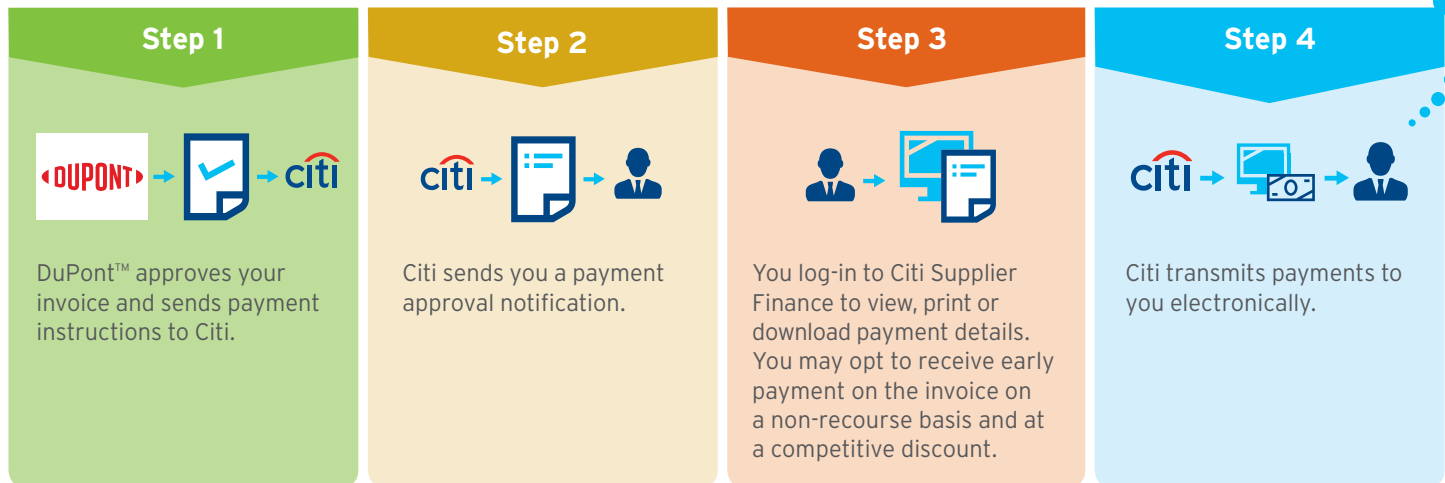 Step 1
DUPONT
citi
DuPont™ approves your
invoice and sends payment
instructions to Citi.
Step 2
citi
Citi sends you a payment
approval notification.
Step 3
You log-in to Citi Supplier
Finance to view, print or
download payment details.
You may opt to receive early
payment on the invoice on
a non-recourse basis and at
a competitive discount.
Step 4
citi
Citi transmits payments to
you electronically.